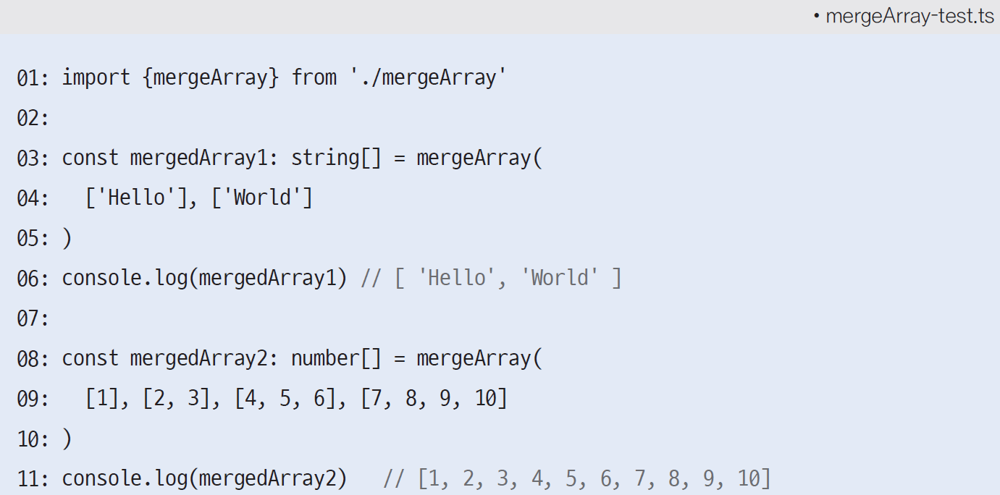 • mergeArray-test.ts
01: import {mergeArray} from './mergeArray'
02:
03: const mergedArray1: string[] = mergeArray(
04:   ['Hello'], ['World']
05: )
06: console.log(mergedArray1) // [ 'Hello', 'World' ]
07:
08: const mergedArray2: number[] = mergeArray(
09:   [1], [2, 3], [4, 5, 6], [7, 8, 9, 10]
10: )
11: console.log(mergedArray2)   // [1, 2, 3, 4, 5, 6, 7, 8, 9, 10]